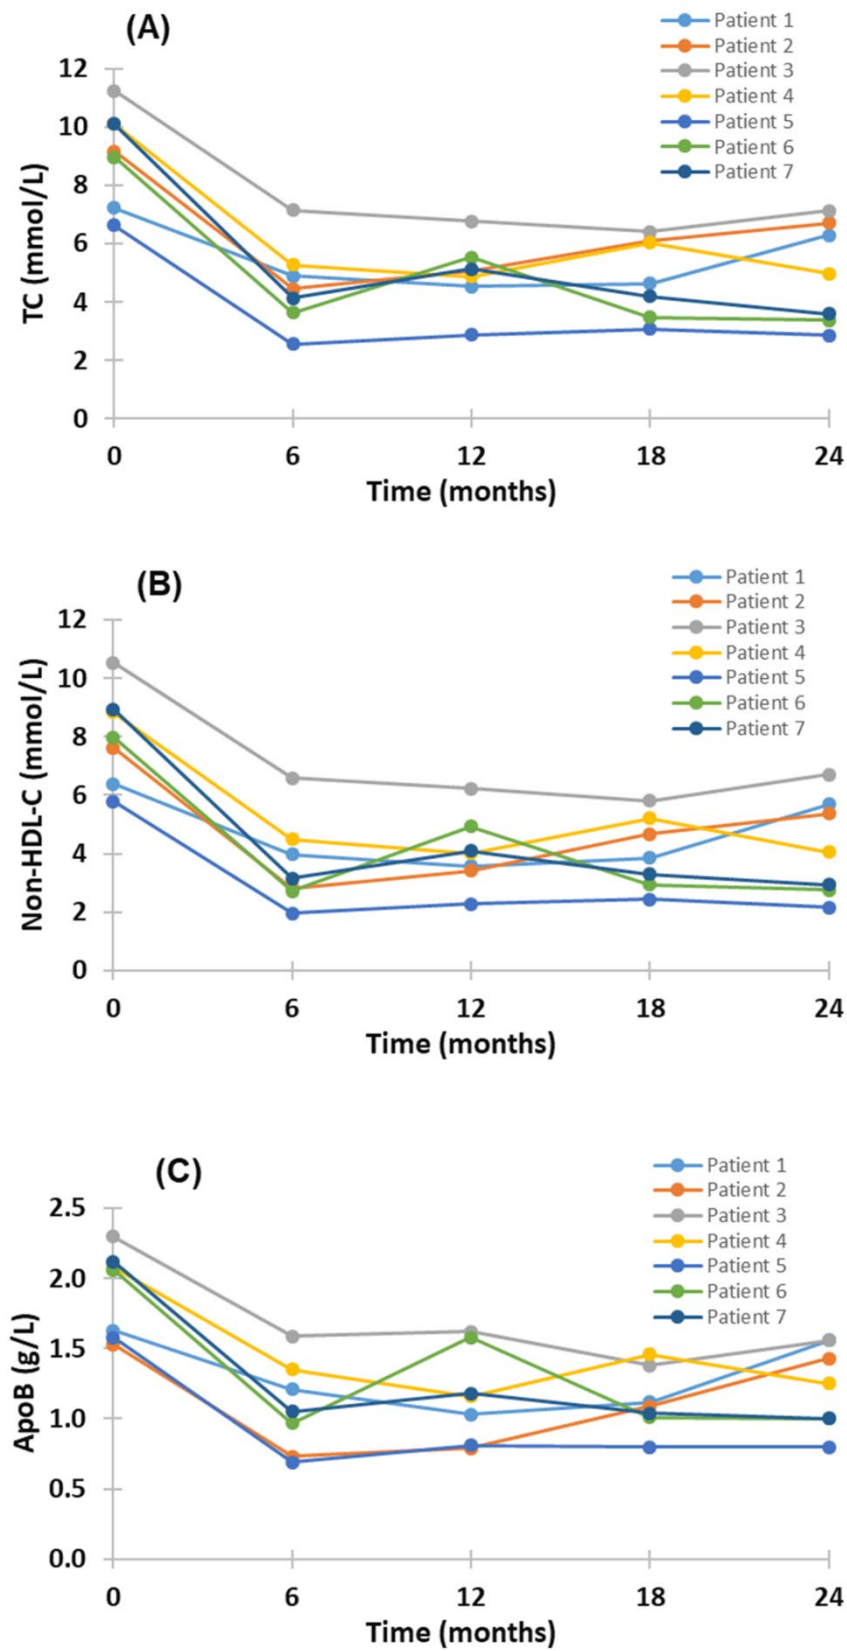 (A)
Patient 1
Patient 2
Patient 3
Patient 4
Patient 5
Patient 6
Patient 7
TC (mmol/L)
12
10
8
6
4
2
0
0 6 12 18 24
Time (months)
(B)
Patient 1
Patient 2
Patient 3
Patient 4
Patient 5
Patient 6
Patient 7
Non-HDL-C (mmol/L)
12
10
8
6
4
2
0
0 6 12 18 24
Time (months)
(C)
Patient 1
Patient 2
Patient 3
Patient 4
Patient 5
Patient 6
Patient 7
ApoB (g/L)
2.5
2.0
1.5
1.0
0.5
0.0
0 6 12 18 24
Time (months)